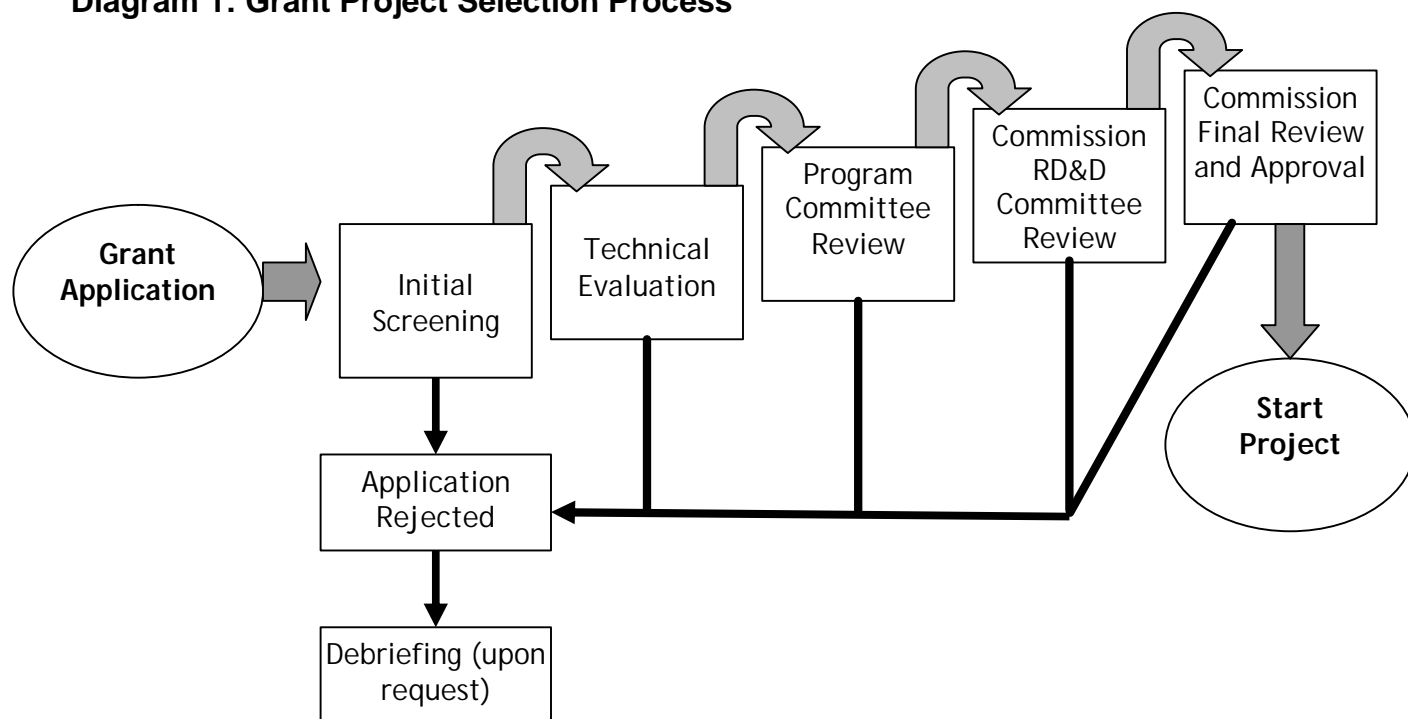 Diagram 1: Grant Project Selection Process
Grant
Application
Initial
Screening
Technical
Evaluation
Program
Committee
Review
Commission
RD&D
Committee
Review
Commission
Final Review
and Approval
Start
Project
Application
Rejected
Debriefing (upon
request)